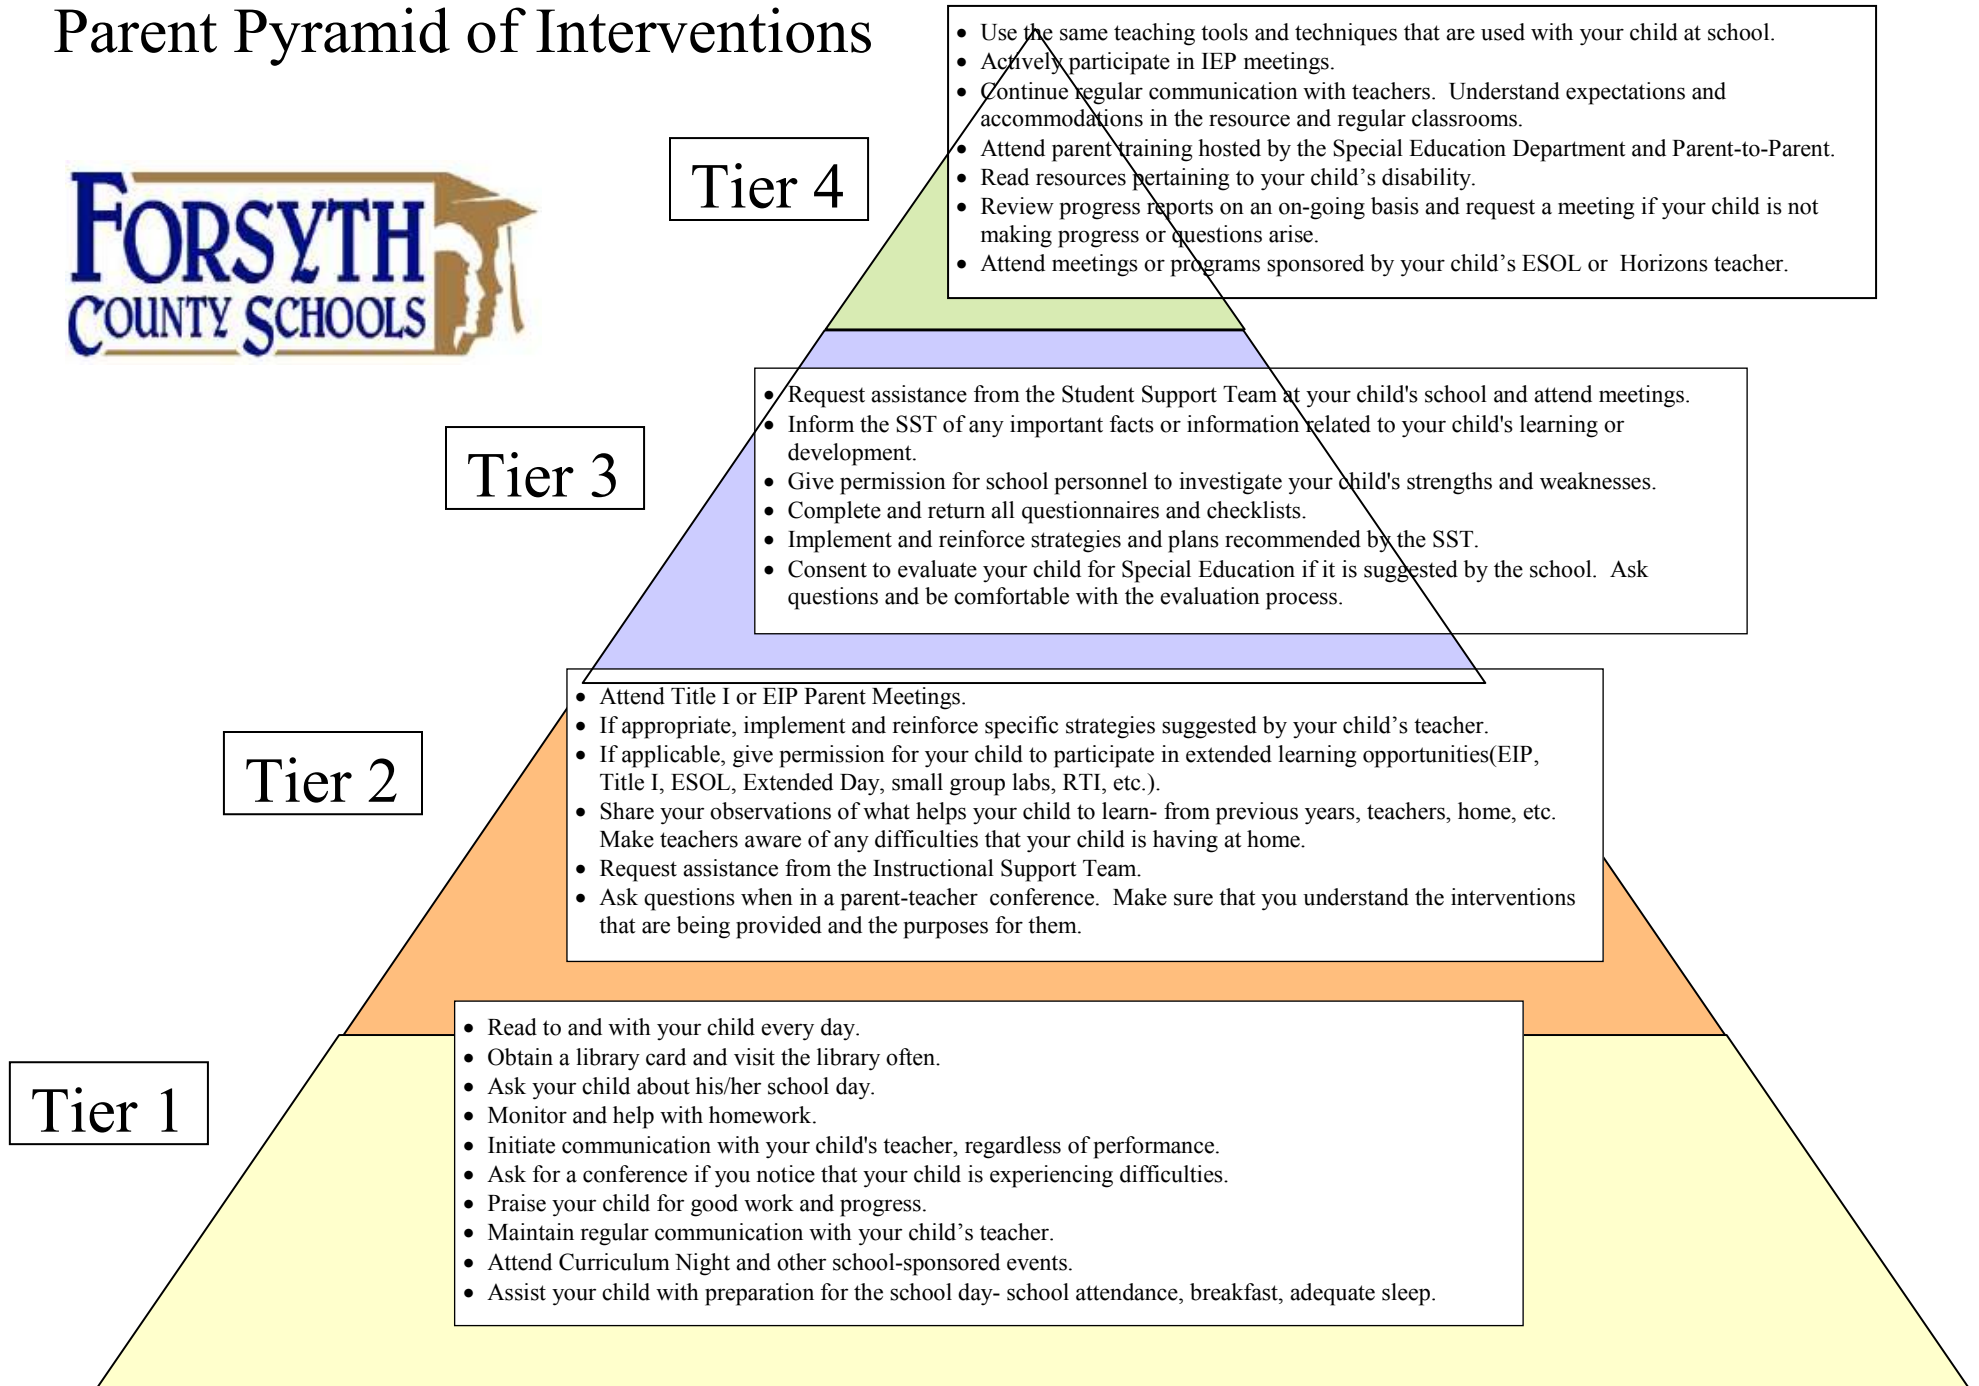 Parent Pyramid of Interventions
FORSYTH
COUNTY SCHOOLS
Tier 4
• Use the same teaching tools and techniques that are used with your child at school.
• Actively participate in IEP meetings.
• Continue regular communication with teachers.  Understand expectations and
accommodations in the resource and regular classrooms.
• Attend parent training hosted by the Special Education Department and Parent-to-Parent.
• Read resources pertaining to your child’s disability.
• Review progress reports on an on-going basis and request a meeting if your child is not
making progress or questions arise.
• Attend meetings or programs sponsored by your child’s ESOL or  Horizons teacher.
Tier 3
• Request assistance from the Student Support Team at your child's school and attend meetings.
• Inform the SST of any important facts or information related to your child's learning or
development.
• Give permission for school personnel to investigate your child's strengths and weaknesses.
• Complete and return all questionnaires and checklists.
• Implement and reinforce strategies and plans recommended by the SST.
• Consent to evaluate your child for Special Education if it is suggested by the school.  Ask
questions and be comfortable with the evaluation process.
Tier 2
• Attend Title I or EIP Parent Meetings.
• If appropriate, implement and reinforce specific strategies suggested by your child’s teacher.
• If applicable, give permission for your child to participate in extended learning opportunities(EIP,
Title I, ESOL, Extended Day, small group labs, RTI, etc.).
• Share your observations of what helps your child to learn- from previous years, teachers, home, etc.
Make teachers aware of any difficulties that your child is having at home.
• Request assistance from the Instructional Support Team.
• Ask questions when in a parent-teacher  conference.  Make sure that you understand the interventions
that are being provided and the purposes for them.
Tier 1
• Read to and with your child every day.
• Obtain a library card and visit the library often.
• Ask your child about his/her school day.
• Monitor and help with homework.
• Initiate communication with your child's teacher, regardless of performance.
• Ask for a conference if you notice that your child is experiencing difficulties.
• Praise your child for good work and progress.
• Maintain regular communication with your child’s teacher.
• Attend Curriculum Night and other school-sponsored events.
• Assist your child with preparation for the school day- school attendance, breakfast, adequate sleep.